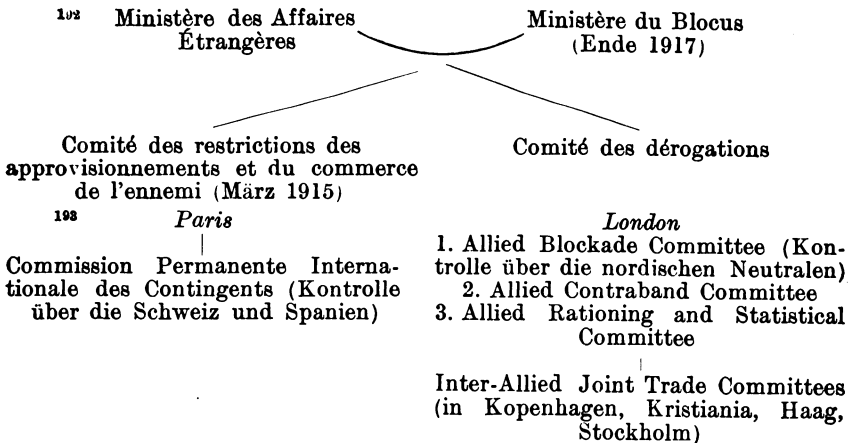 192 Ministère des Affaires Étrangères
Ministère du Blocus
(Ende 1917)
Comité des restrictions des
approvisionnements et du commerce
de l'ennemi (März 1915)
Comité des dérogations
193 Paris
Commission Permanente Interna-
tionale des Contingents (Kontrolle
über die Schweiz und Spanien)
London
1. Allied Blockade Committee (Kon-
trolle über die nordischen Neutralen)
2. Allied Contraband Committee
3. Allied Rationing and Statistical
Committee
Inter-Allied Joint Trade Committees
(in Kopenhagen, Kristiania, Haag,
Stockholm)